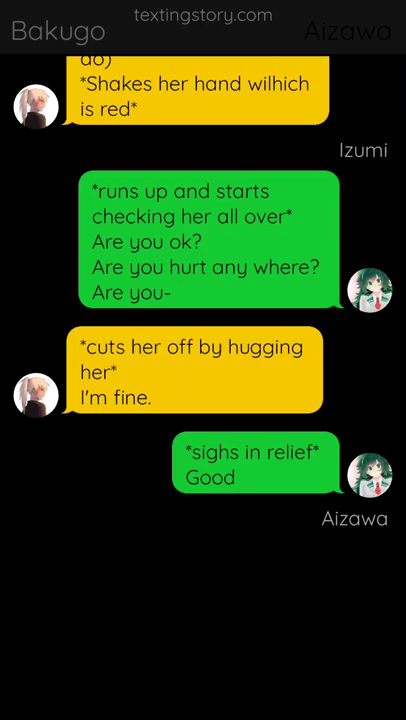 textingstory.com
Bakugo
Aizawa
do)
*Shakes her hand wilhich
is red*
Izumi
*runs up and starts
checking her all over*
Are you ok?
Are you hurt any where?
Are you-
*cuts her off by hugging
her*
I'm fine.
*sighs in relief*
Good
Aizawa